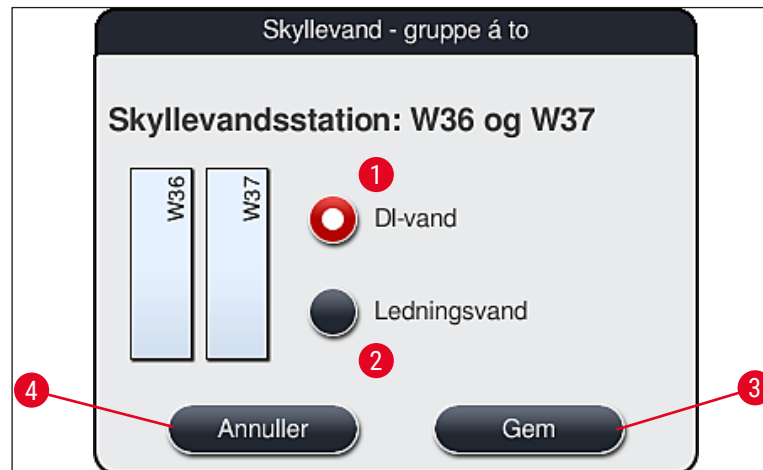 Skyllevand - gruppe á to
Skyllevandsstation: W36 og W37
W36
W37
1
DI-vand
Ledningsvand
2
4
3
Annuller
Gem